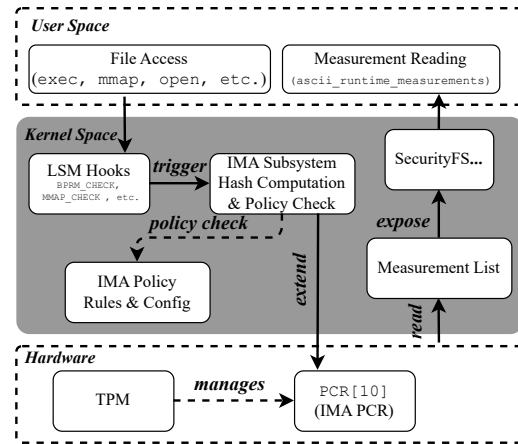 User Space
File Access
(exec, mmap, open, etc.)
Measurement Reading
(ascii_runtime_measurements)
Kernel Space
LSM Hooks
BPRM_CHECK,
MMAP_CHECK , etc.
trigger
IMA Subsystem
Hash Computation
& Policy Check
SecurityFS...
policy check
expose
IMA Policy
Rules & Config
extend
Measurement List
read
Hardware
TPM
manages
PCR[10]
(IMA PCR)